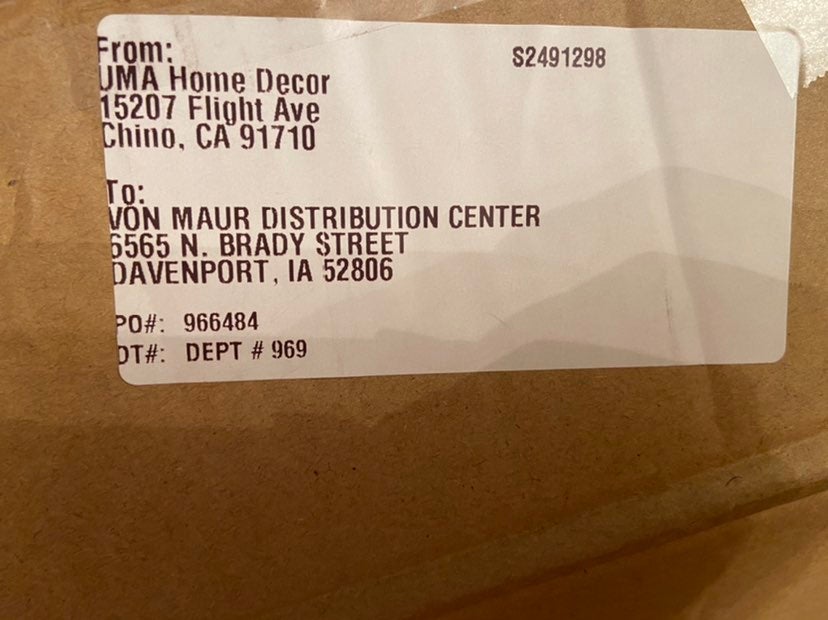 From:
S2491298
UMA Home Decor
15207 Flight Ave
Chino, CA 91710
To:
VON MAUR DISTRIBUTION CENTER
6565 N. BRADY STREET
DAVENPORT, IA 52806
PO#: 966484
DT#: DEPT # 969